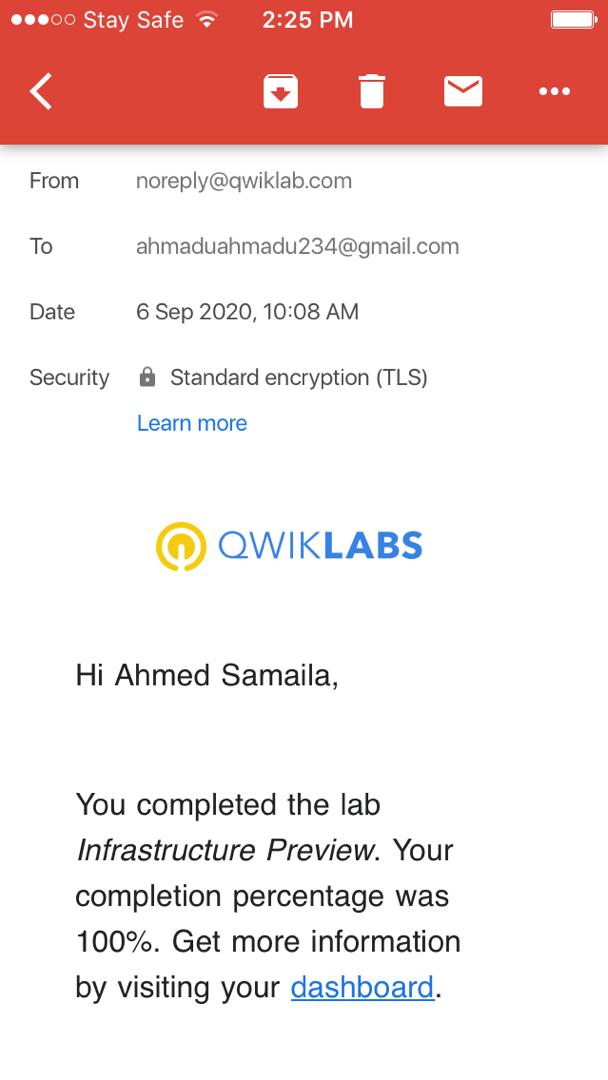 Stay Safe 2:25 PM
From noreply@qwiklab.com
To ahmaduahmadu234@gmail.com
Date 6 Sep 2020, 10:08 AM
Security Standard encryption (TLS)
Learn more
QWIKLABS
Hi Ahmed Samaila,
You completed the lab
Infrastructure Preview. Your
completion percentage was
100%. Get more information
by visiting your dashboard.